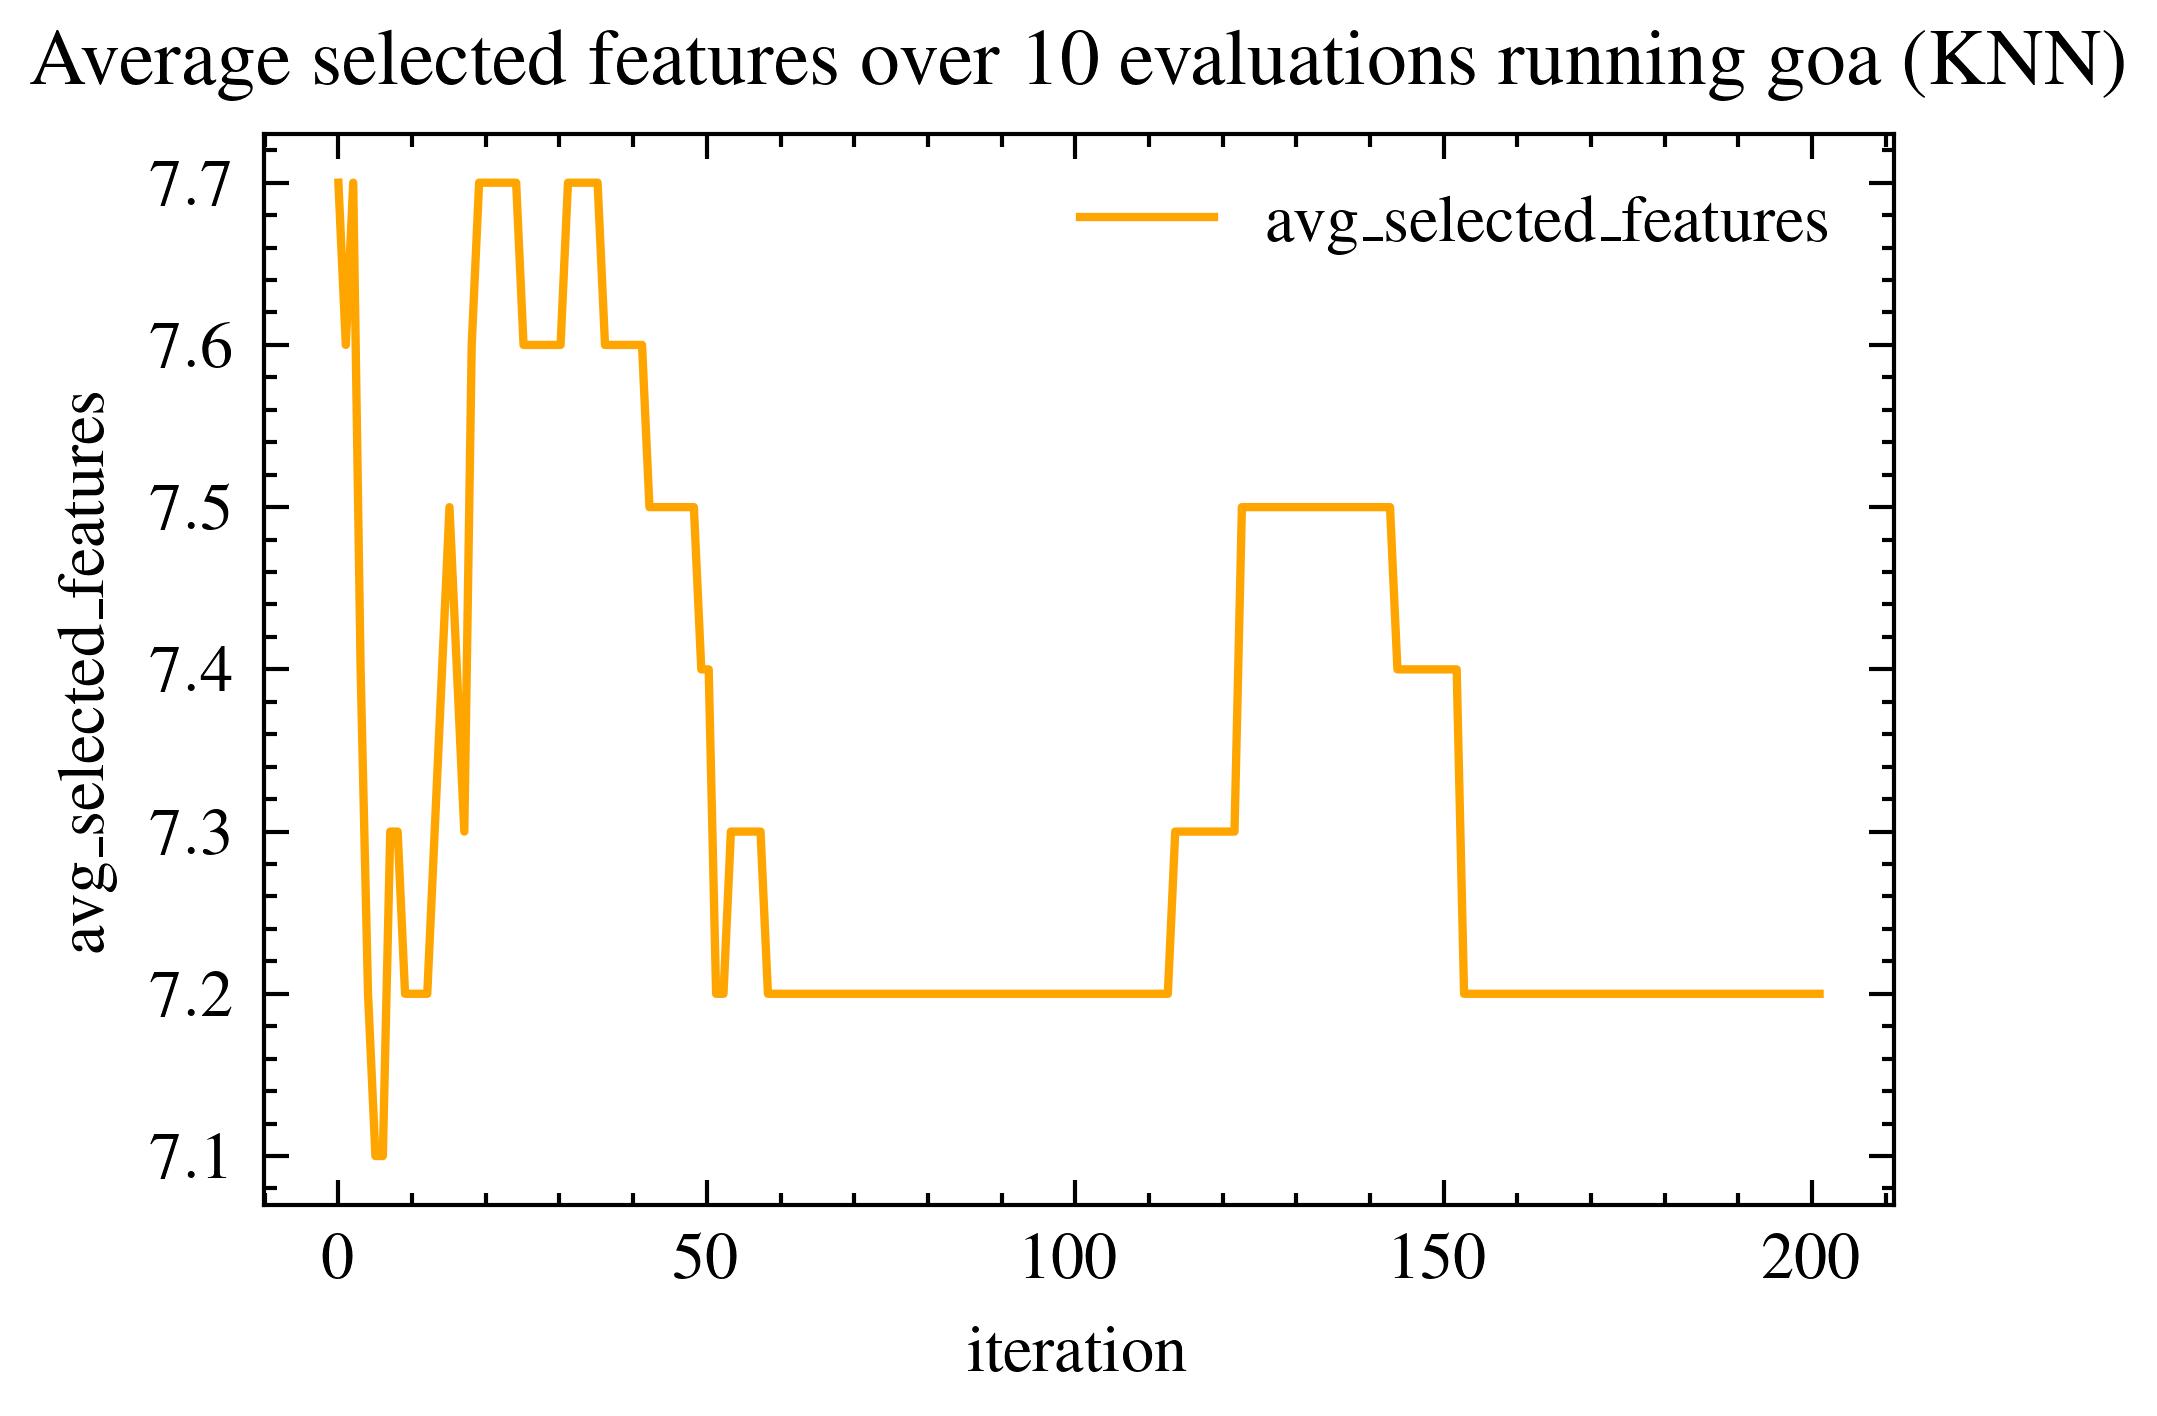 Average selected features over 10 evaluations running goa (KNN)
avg_selected_features
7.7
7.6
7.5
7.4
7.3
7.2
7.1
avg_selected_features
0 50 100 150 200
iteration